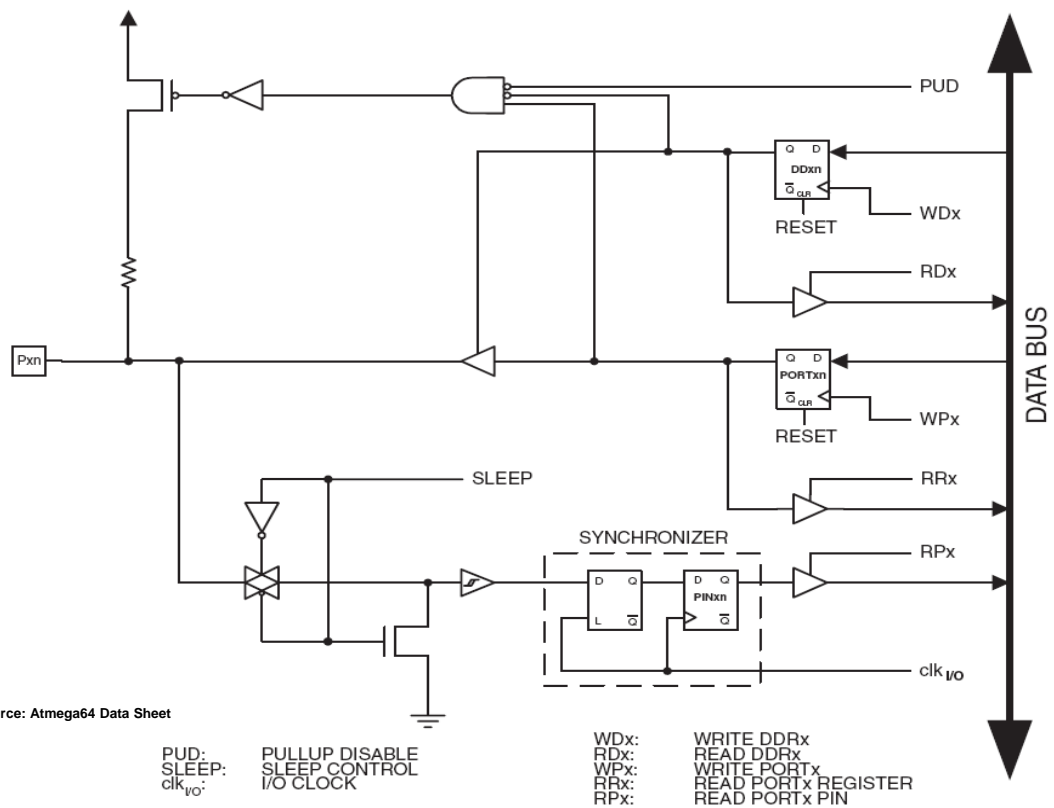 PUD
Q D
DDxn
Q CLR
RESET
WDx
RDx
Pxn
Q D
PORTxn
Q CLR
RESET
WPx
DATA BUS
SLEEP
RRx
SYNCHRONIZER
RPx
D Q
L Q
D Q
PINxn
Q
clk I/O
rce: Atmega64 Data Sheet
PUD: PULLUP DISABLE
SLEEP: SLEEP CONTROL
clk I/O: I/O CLOCK
WDx: WRITE DDRx
RDx: READ DDRx
WPx: WRITE PORTx
RRx: READ PORTx REGISTER
RPx: READ PORTx PIN